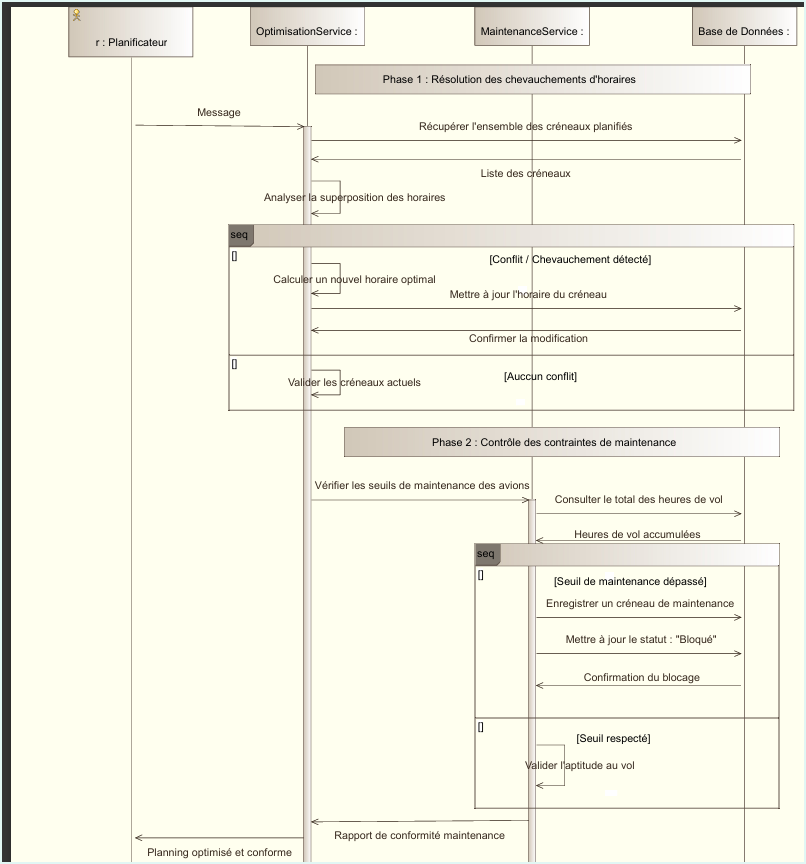 r : Planificateur
OptimisationService :
MaintenanceService :
Base de Données :
Phase 1 : Résolution des chevauchements d'horaires
Message
Récupérer l'ensemble des créneaux planifiés
Liste des créneaux
Analyser la superposition des horaires
seq
[]
[Conflit / Chevauchement détecté]
Calculer un nouvel horaire optimal
Mettre à jour l'horaire du créneau
Confirmer la modification
[]
[Auccun conflit]
Valider les créneaux actuels
Phase 2 : Contrôle des contraintes de maintenance
Vérifier les seuils de maintenance des avions
Consulter le total des heures de vol
Heures de vol accumulées
seq
[]
[Seuil de maintenance dépassé]
Enregistrer un créneau de maintenance
Mettre à jour le statut : "Bloqué"
Confirmation du blocage
[]
[Seuil respecté]
Valider l'aptitude au vol
Rapport de conformité maintenance
Planning optimisé et conforme